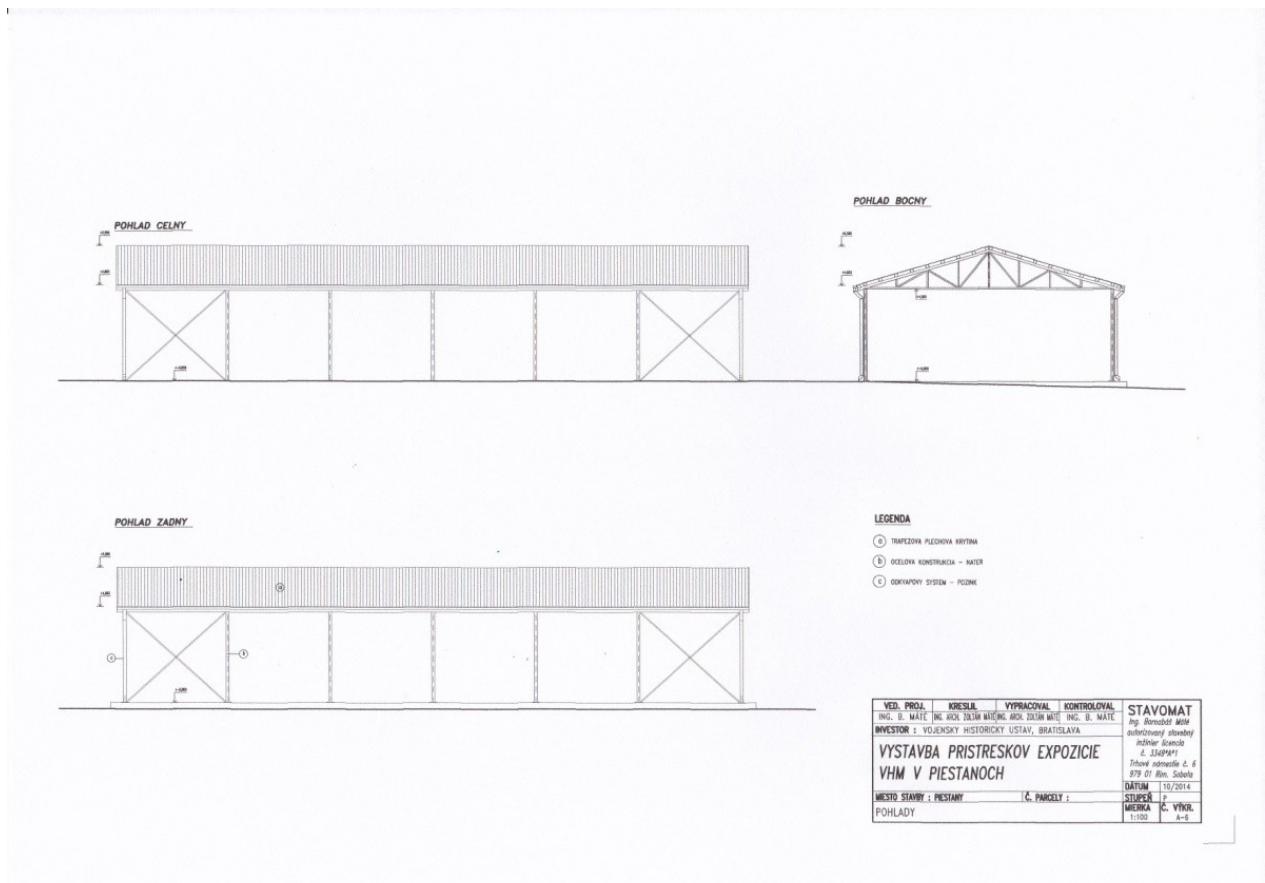 POHLAD CELNY
POHLAD BOCNY
POHLAD ZADNY
a
c
b
LEGENDA
a TRAPEZOVA PLECHOVA KRYTINA
b OCELOVA KONSTRUKCIA - NATER
c ODKVAPOVY SYSTEM - POZINK
VED. PROJ. KRESLIL VYPRACOVAL KONTROLOVAL
ING. B. MÁTÉ ING. ARCH. ZOLTÁN MÁTÉ ING. ARCH. ZOLTÁN MÁTÉ ING. B. MATÉ
INVESTOR : VOJENSKY HISTORICKY USTAV, BRATISLAVA
VYSTAVBA PRISTRESKOV EXPOZICIE
VHM V PIESTANOCH
MIESTO STAVBY : PIESTANY Č. PARCELY :
POHLADY
STAVOMAT
Ing. Barnabáš Máté
autorizovaný stavebný
inžinier licencia
č. 3349*A*1
Trhové námestie č. 6
979 01 Rim. Sobota
DÁTUM 10/2014
STUPEŇ P
MIERKA Č. VÝKR.
1:100 A-6